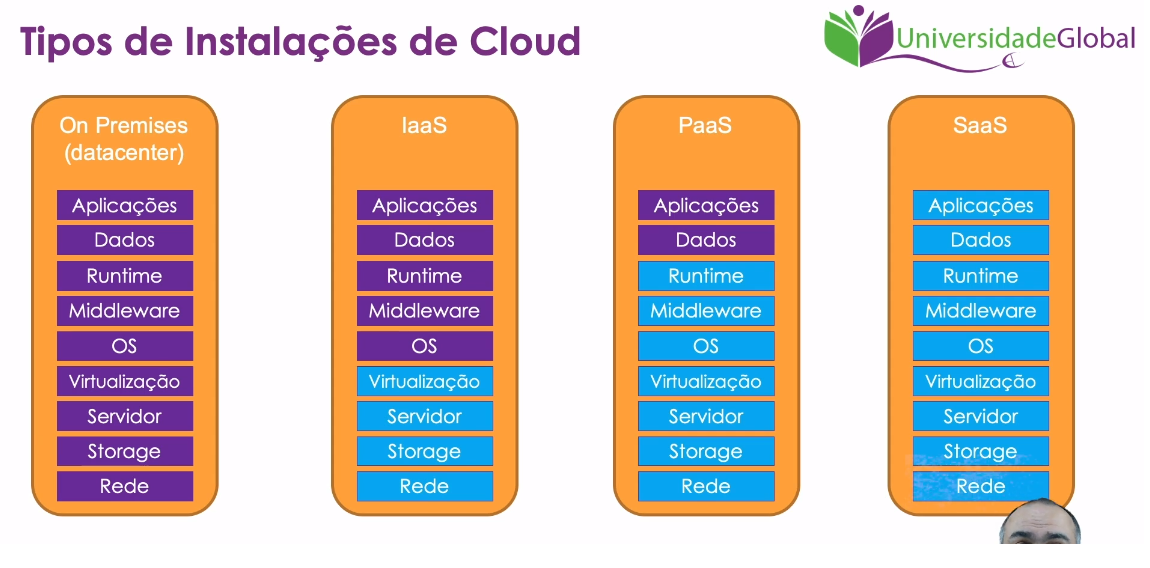 Tipos de Instalações de Cloud
UniversidadeGlobal
On Premises
(datacenter)
Aplicações
Dados
Runtime
Middleware
OS
Virtualização
Servidor
Storage
Rede
IaaS
Aplicações
Dados
Runtime
Middleware
OS
Virtualização
Servidor
Storage
Rede
PaaS
Aplicações
Dados
Runtime
Middleware
OS
Virtualização
Servidor
Storage
Rede
SaaS
Aplicações
Dados
Runtime
Middleware
OS
Virtualização
Servidor
Storage
Rede